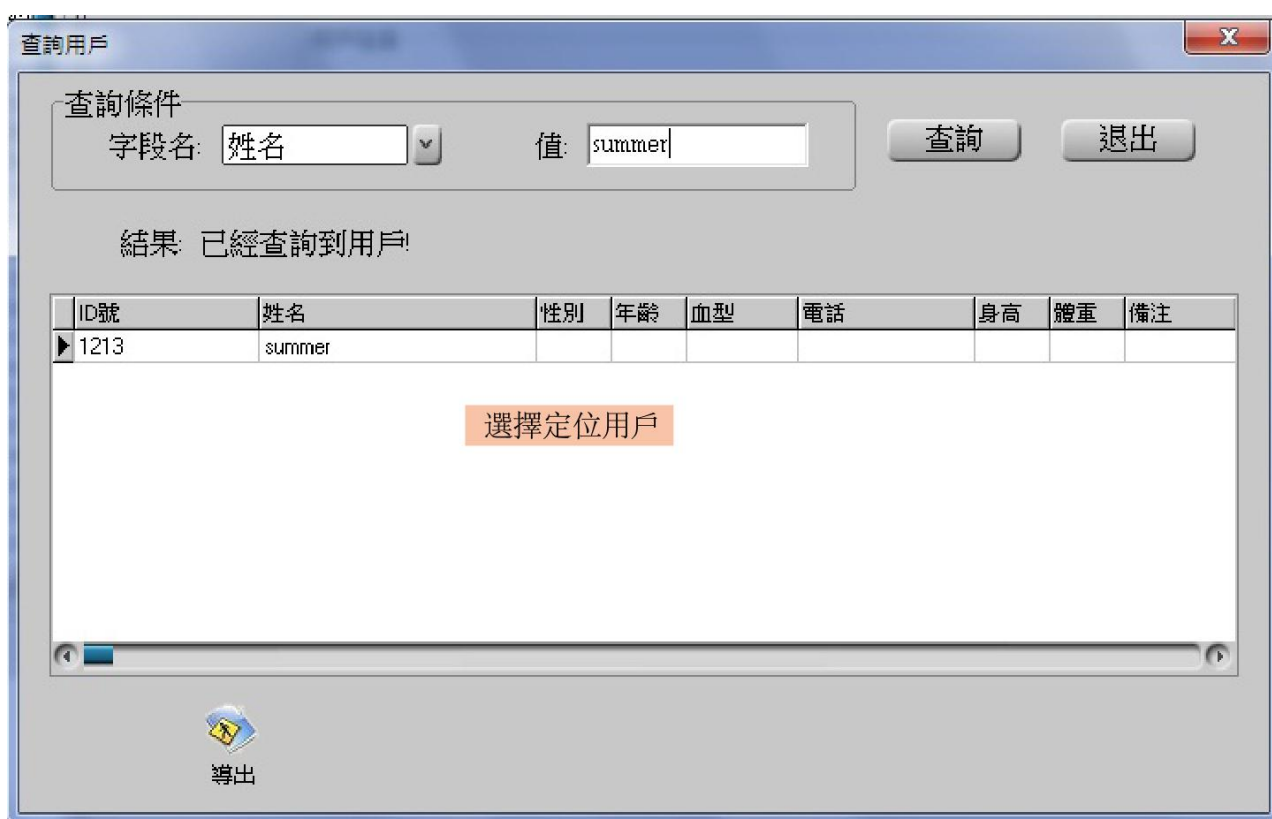 查詢用戶
查詢條件
字段名: 姓名 值: summer 查詢 退出
結果: 已經查詢到用戶!
ID號 姓名 性別 年齡 血型 電話 身高 體重 備注
1213 summer
選擇定位用戶
導出